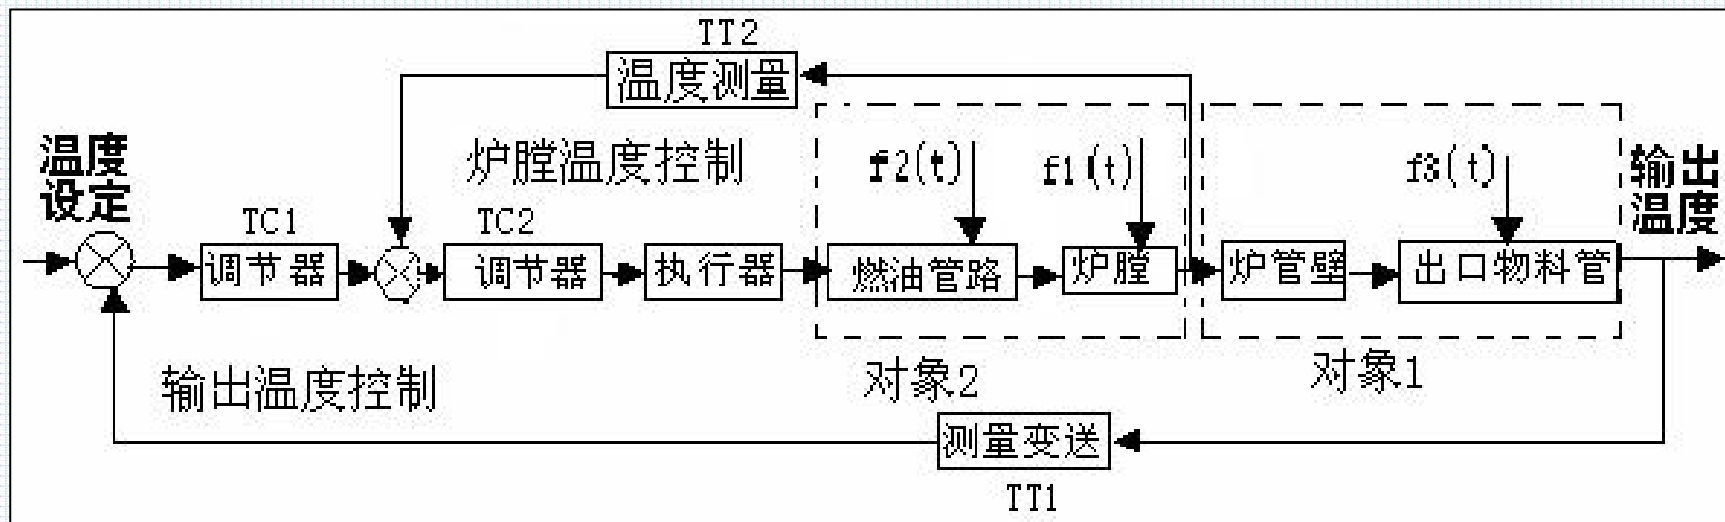 TT2
温度测量
温度
设定
炉膛温度控制
f2(t)
f1(t)
f3(t)
输出
温度
TC1
TC2
调节器
调节器
执行器
燃油管路
炉膛
炉管壁
出口物料管
输出温度控制
对象2
对象1
测量变送
TT1